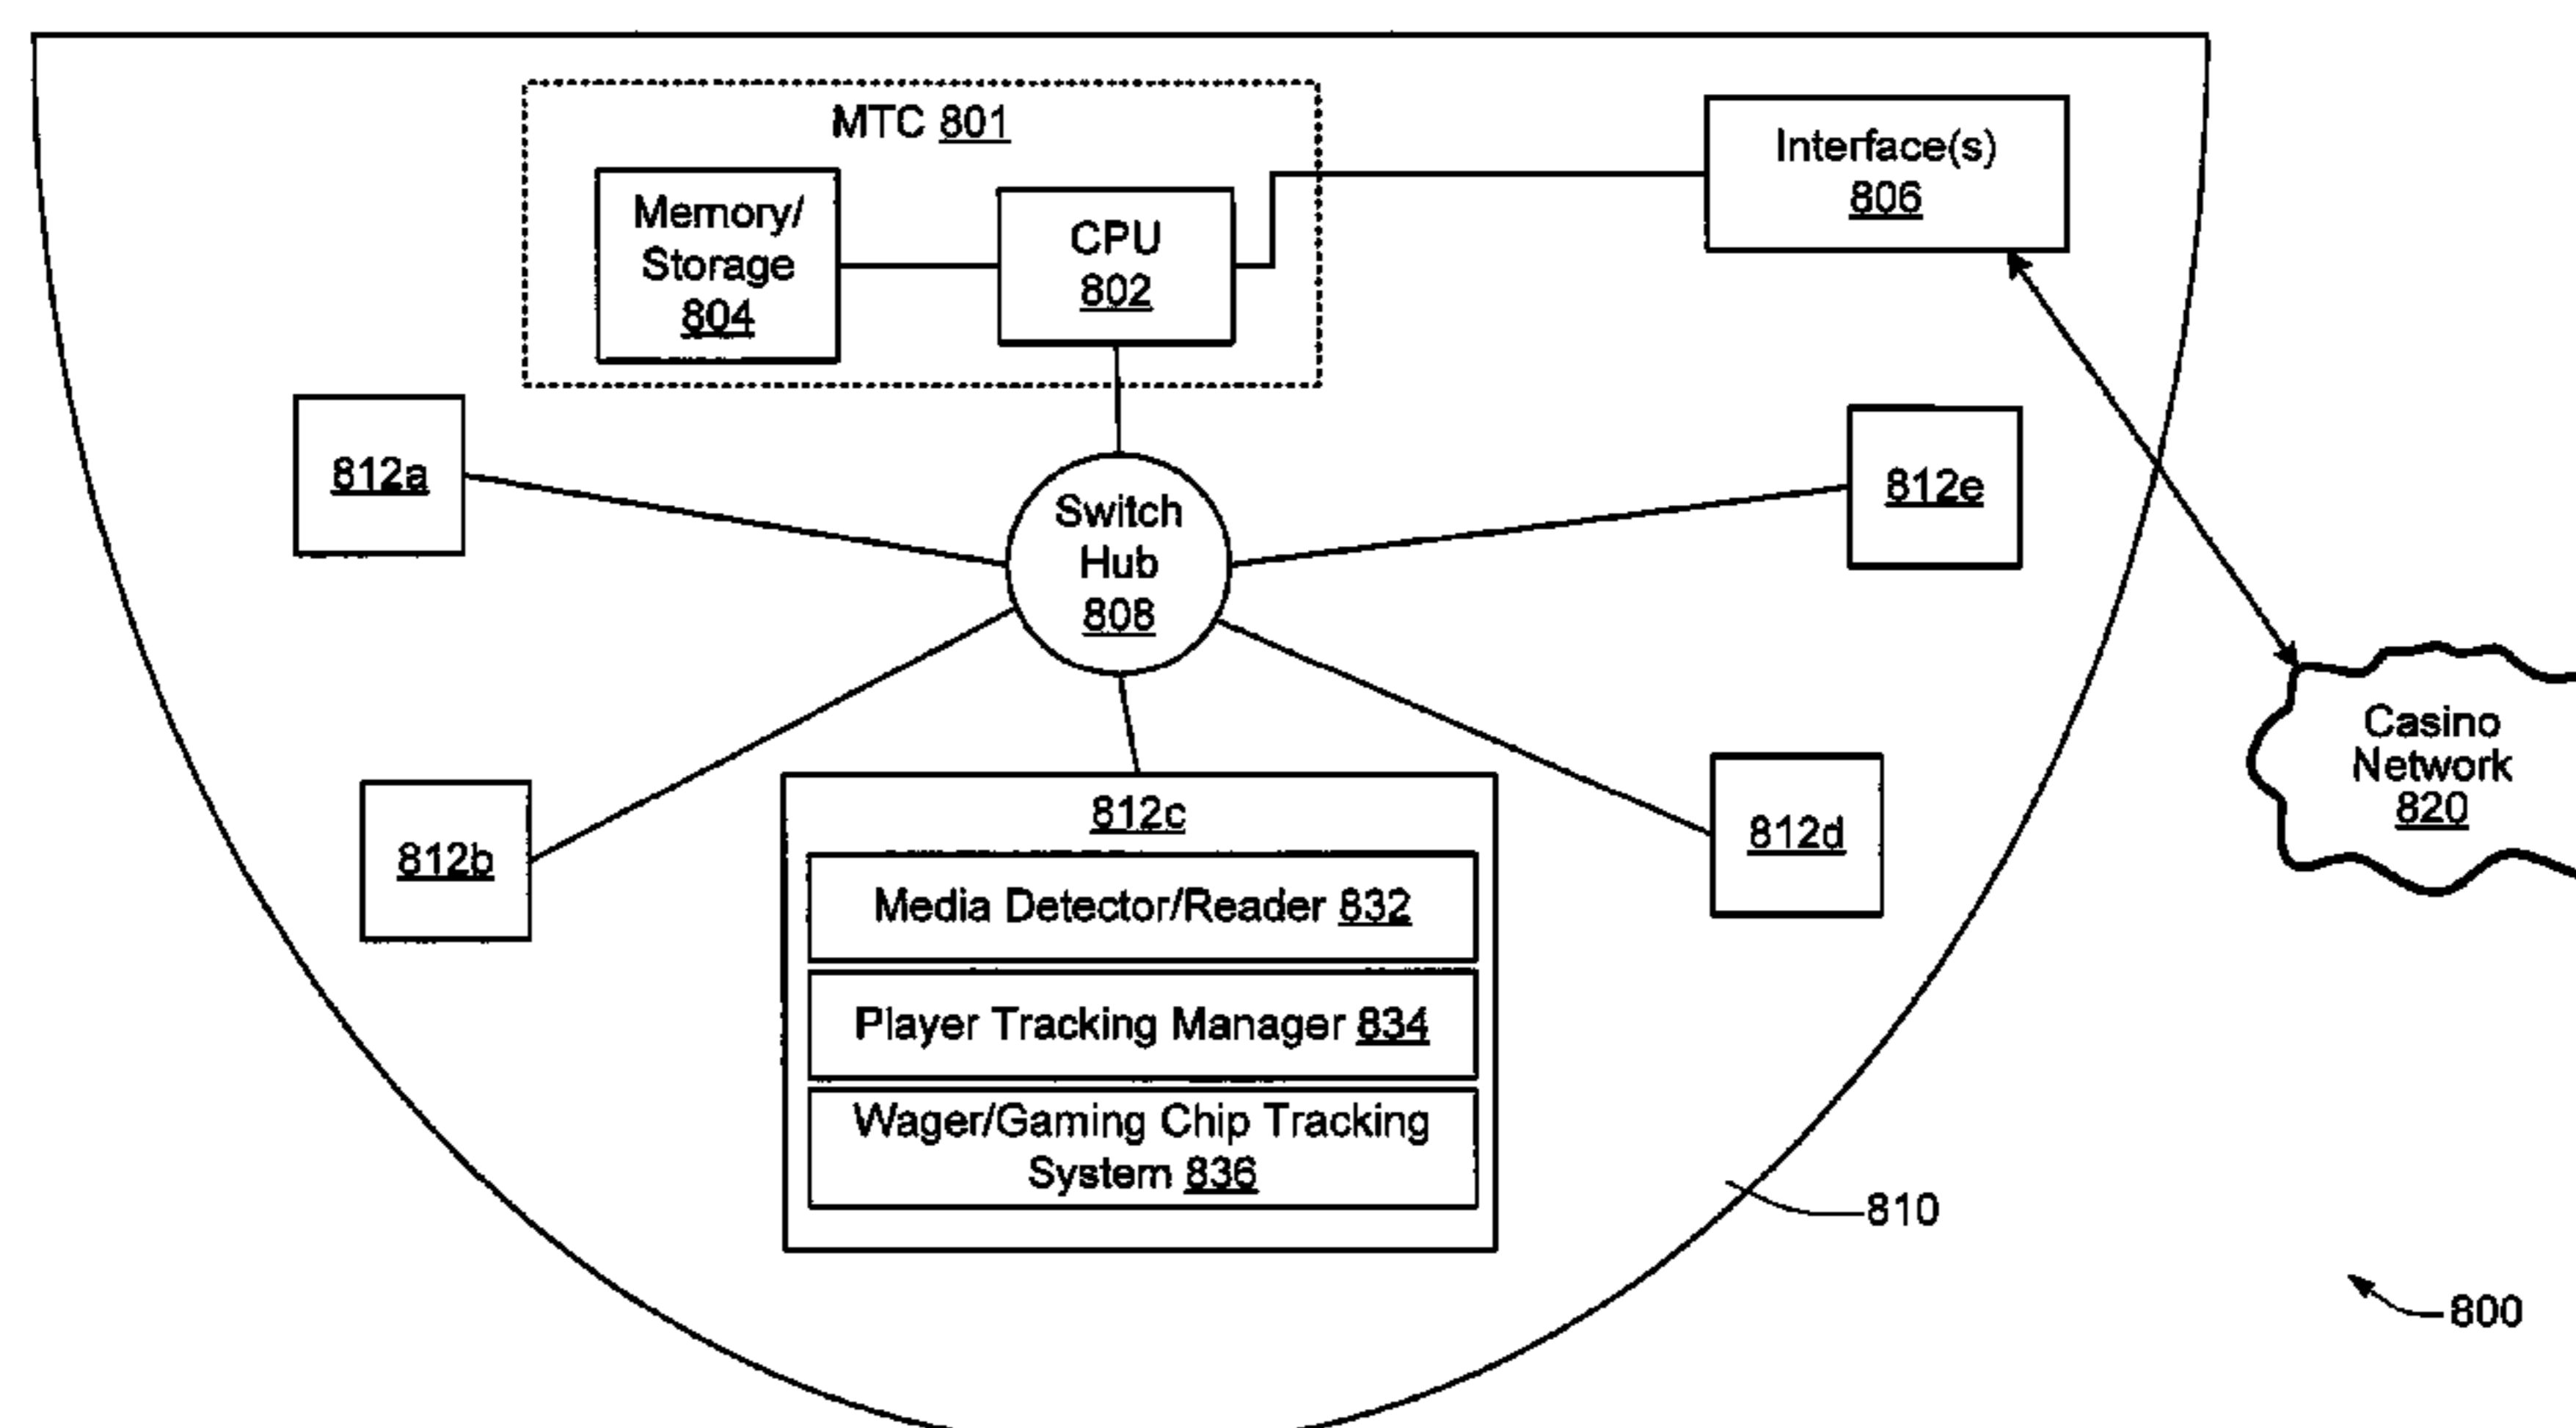 MTC 801
Memory/
Storage
804
CPU
802
Interface(s)
806
812a
Switch
Hub
808
812e
812b
812c
Media Detector/Reader 832
Player Tracking Manager 834
Wager/Gaming Chip Tracking
System 836
812d
Casino
Network
820
810
800